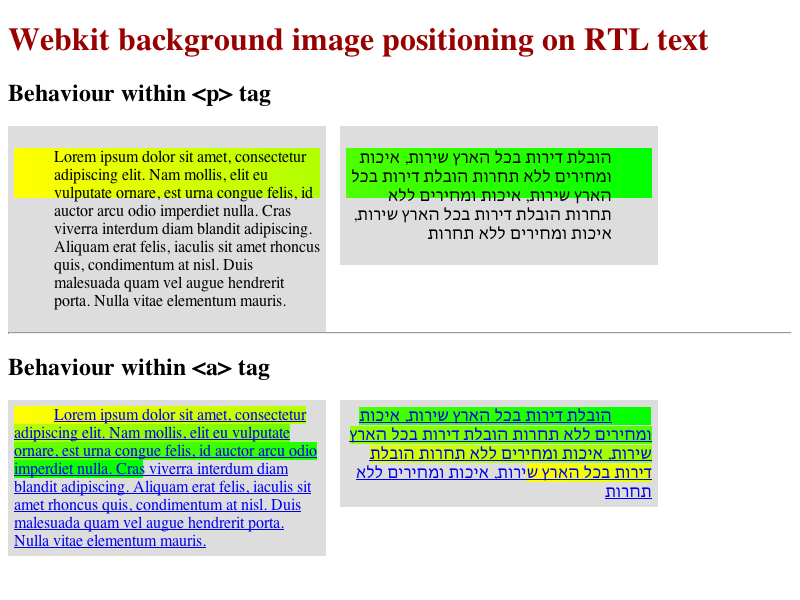 Webkit background image positioning on RTL text
Behaviour within <p> tag
Lorem ipsum dolor sit amet, consectetur
adipiscing elit. Nam mollis, elit eu
vulputate ornare, est urna congue felis, id
auctor arcu odio imperdiet nulla. Cras
viverra interdum diam blandit adipiscing.
Aliquam erat felis, iaculis sit amet rhoncus
quis, condimentum at nisl. Duis
malesuada quam vel augue hendrerit
porta. Nulla vitae elementum mauris.
הובלת דירות בכל הארץ שירות, איכות
ומחירים ללא תחרות הובלת דירות בכל
הארץ שירות, איכות ומחירים ללא
תחרות הובלת דירות בכל הארץ שירות,
איכות ומחירים ללא תחרות
Behaviour within <a> tag
Lorem ipsum dolor sit amet, consectetur
adipiscing elit. Nam mollis, elit eu vulputate
ornare, est urna congue felis, id auctor arcu odio
imperdiet nulla. Cras viverra interdum diam
blandit adipiscing. Aliquam erat felis, iaculis sit
amet rhoncus quis, condimentum at nisl. Duis
malesuada quam vel augue hendrerit porta.
Nulla vitae elementum mauris.
הובלת דירות בכל הארץ שירות, איכות
ומחירים ללא תחרות הובלת דירות בכל הארץ
שירות, איכות ומחירים ללא תחרות הובלת
דירות בכל הארץ שירות, איכות ומחירים ללא
תחרות